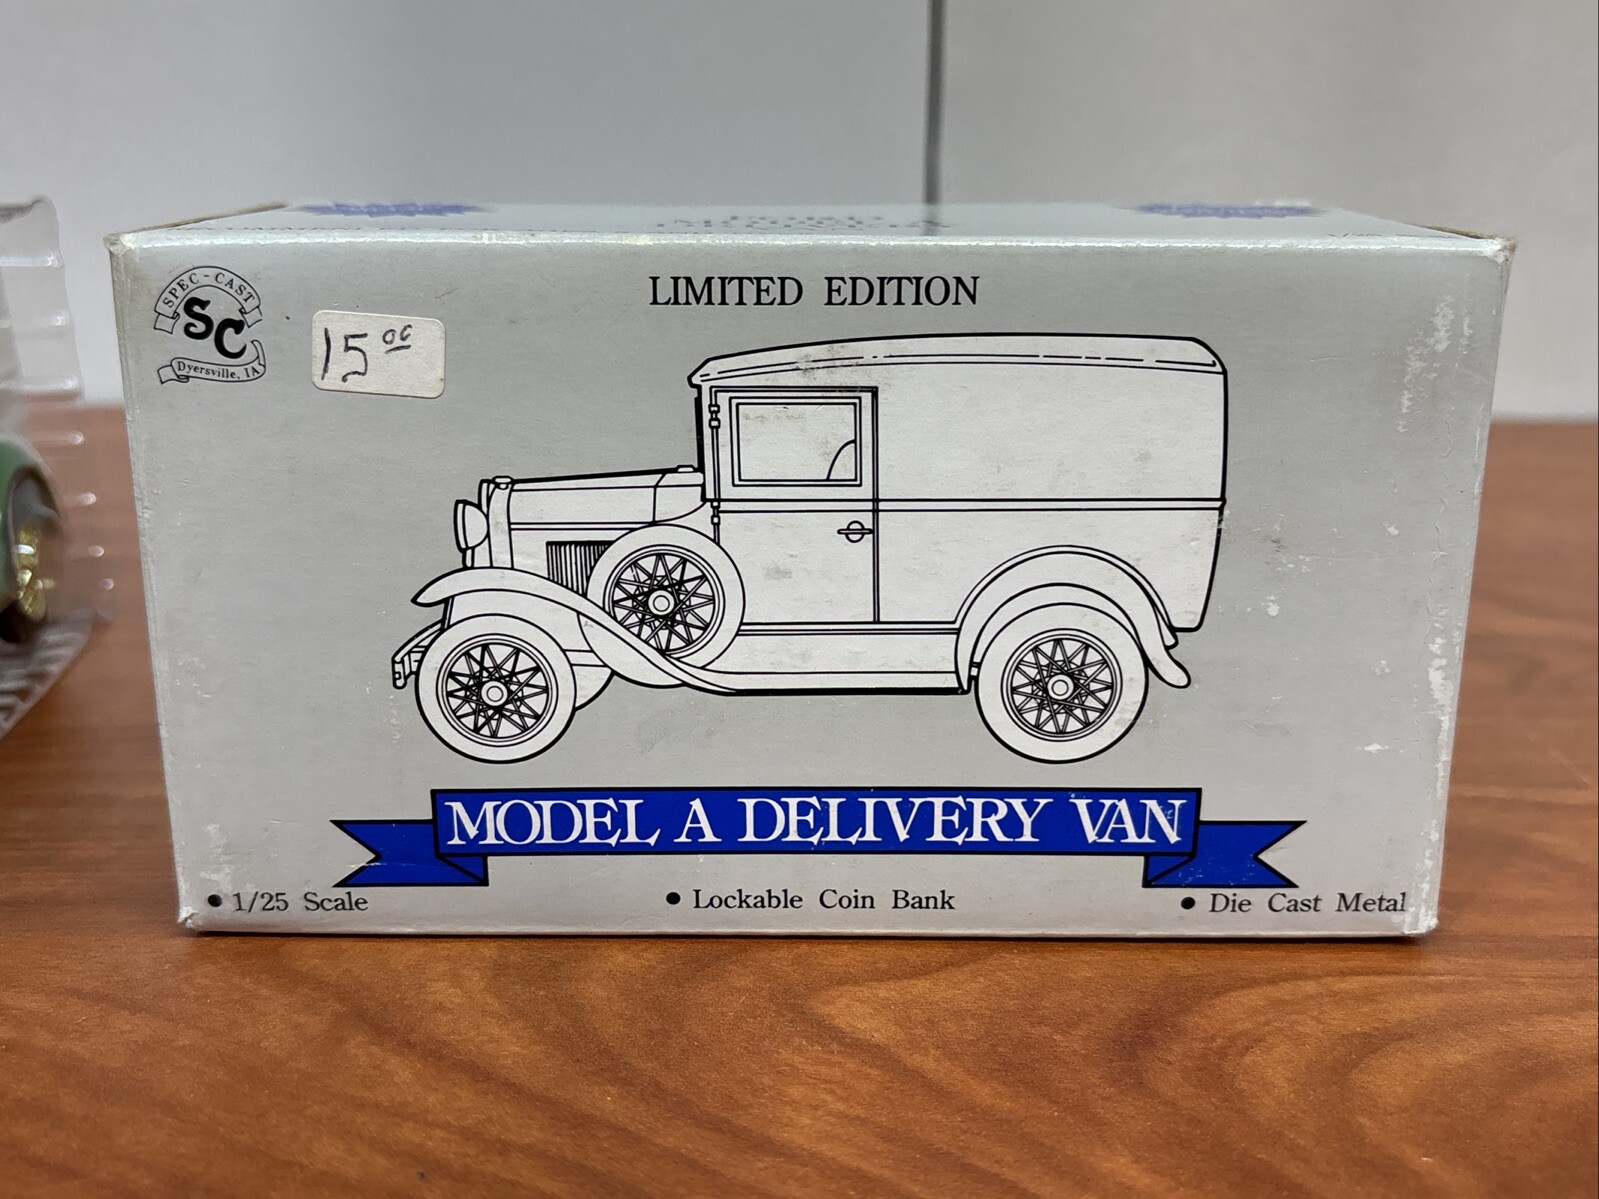 SPEC-CAST
SC
Dyersville, IA
15 00
LIMITED EDITION
MODEL A DELIVERY VAN
• 1/25 Scale
• Lockable Coin Bank
• Die Cast Metal